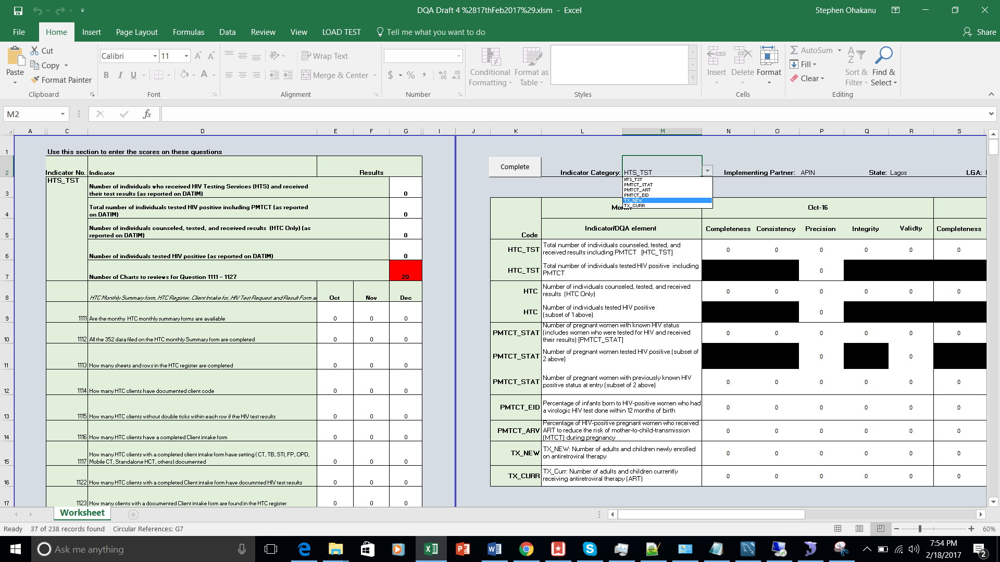 DQA Draft 4 %2817thFeb2017%29.xlsm - Excel
Stephen Ohakanu
File Home Insert Page Layout Formulas Data Review View LOAD TEST Tell me what you want to do
Share
Paste
Cut
Copy
Format Painter
Clipboard
Calibri 11
B I U
Font
Wrap Text
Merge & Center
Alignment
$ % ,
Number
Conditional Formatting
Format as Table
Styles
Insert Delete Format
Cells
AutoSum
Fill
Clear
Sort & Filter
Find & Select
Editing
M2
fx
A C D E F G I J K L M N O P Q R S
1 Use this section to enter the scores on these questions
2 Indicator No. Indicator Results
HTS_TST
3 Number of individuals who received HIV Testing Services (HTS) and received
their test results (as reported on DATIM) 0
4 Total number of individuals tested HIV positive including PMTCT (as reported
on DATIM) 0
5 Number of individuals counseled, tested, and received results (HTC Only) (as
reported on DATIM) 0
6 Number of individuals tested HIV positive (as reported on DATIM) 0
7 Number of Charts to reviews for Question 1111 - 1127 20
8 HTC Monthly Summary form, HTC Register, Client Intake for, HIV Test Request and Result Form Oct Nov Dec
9 1111 Are the monthy HTC monthly summary forms are available 0 0 0
10 1112 All the 352 data filed on the HTC monthly Summary form are completed 0 0 0
11 1113 How many sheets and rows in the HTC register are completed 0 0 0
12 1114 How many HTC clients have documented client code 0 0 0
13 1115 How many HTC clients without double ticks within each row if the HIV test results 0 0 0
14 1116 How many HTC clients have a completed Client intake form 0 0 0
15 1117 How many HTC clients with a completed client intake form have setting ( CT, TB, STI, FP, OPD,
Mobile CT, Standalone HCT, others) documented 0 0 0
16 1122 How many HTC clients with a completed Client intake form have documnted HIV test results 0 0 0
17 1123 How many clients with a documented Client intake form are found in the HTC register 0 0 0
Complete
Indicator Category: HTS_TST
Implementing Partner: APIN
State: Lagos
LGA:
HTS_TST
PMTCT_STAT
PMTCT_ART
PMTCT_EID
TX_NEW
TX_CURR
Oct-16
Code Indicator/DQA element Completeness Consistency Precision Integrity Validty Completeness
HTC_TST Total number of individuals counseled, tested, and
received results including PMTCT [HTC_TST] 0 0 0 0 0 0
HTC_TST Total number of individuals tested HIV positive including
PMTCT 0
HTC Number of individuals counseled, tested, and received
results (HTC Only) 0 0 0 0 0 0
HTC Number of individuals tested HIV positive
(subset of 1 above) 0
PMTCT_STAT Number of pregnant women with known HIV status
(includes women who were tested for HIV and received
their results) [PMTCT_STAT] 0 0 0 0 0 0
PMTCT_STAT Number of pregnant women tested HIV positive (subset of
2 above) 0 0
PMTCT_STAT Number of pregnant women with previously known HIV
positive status at entry (subset of 2 above) 0 0 0 0 0 0
PMTCT_EID Percentage of infants born to HIV-positive women who had
a virologic HIV test done within 12 months of birth 0 0 0 0 0 0
PMTCT_ARV Percentage of HIV-positive pregnant women who received
ART to reduce the risk of mother-to-child-transmission
(MTCT) during pregnancy 0 0 0 0 0 0
TX_NEW TX_NEW: Number of adults and children newly enrolled
on antiretroviral therapy 0 0 0 0 0 0
TX_CURR TX_Curr: Number of adults and children currently
receiving antiretroviral therapy (ART) 0 0 0 0 0 0
Worksheet
Ready 37 of 238 records found Circular References: G7
60%
Ask me anything
7:54 PM
2/18/2017
2